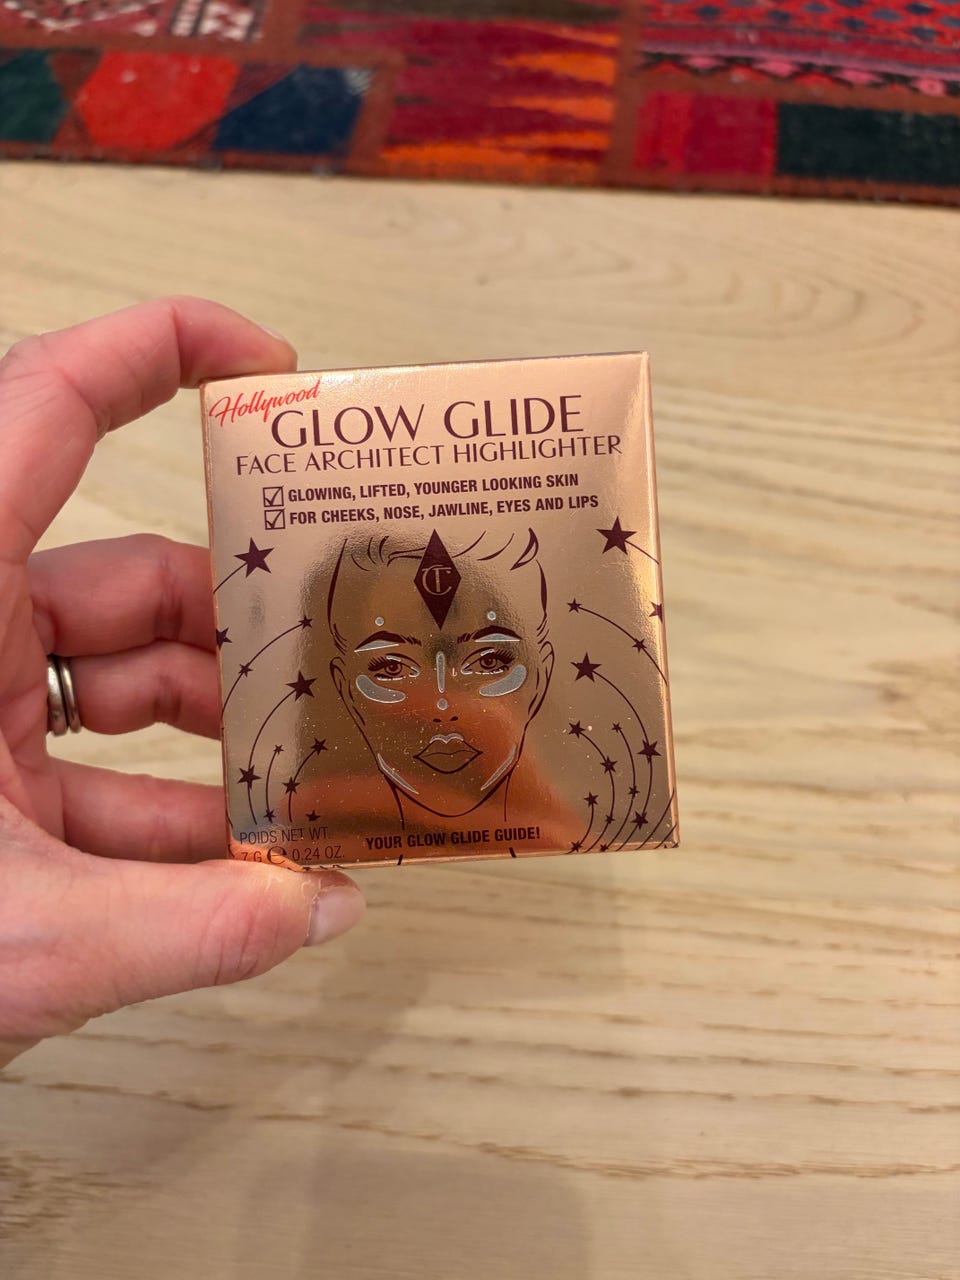 Hollywood
GLOW GLIDE
FACE ARCHITECT HIGHLIGHTER
GLOWING, LIFTED, YOUNGER LOOKING SKIN
FOR CHEEKS, NOSE, JAWLINE, EYES AND LIPS
CT
POIDS NET WT.
7 G ℮ 0.24 OZ.
YOUR GLOW GLIDE GUIDE!